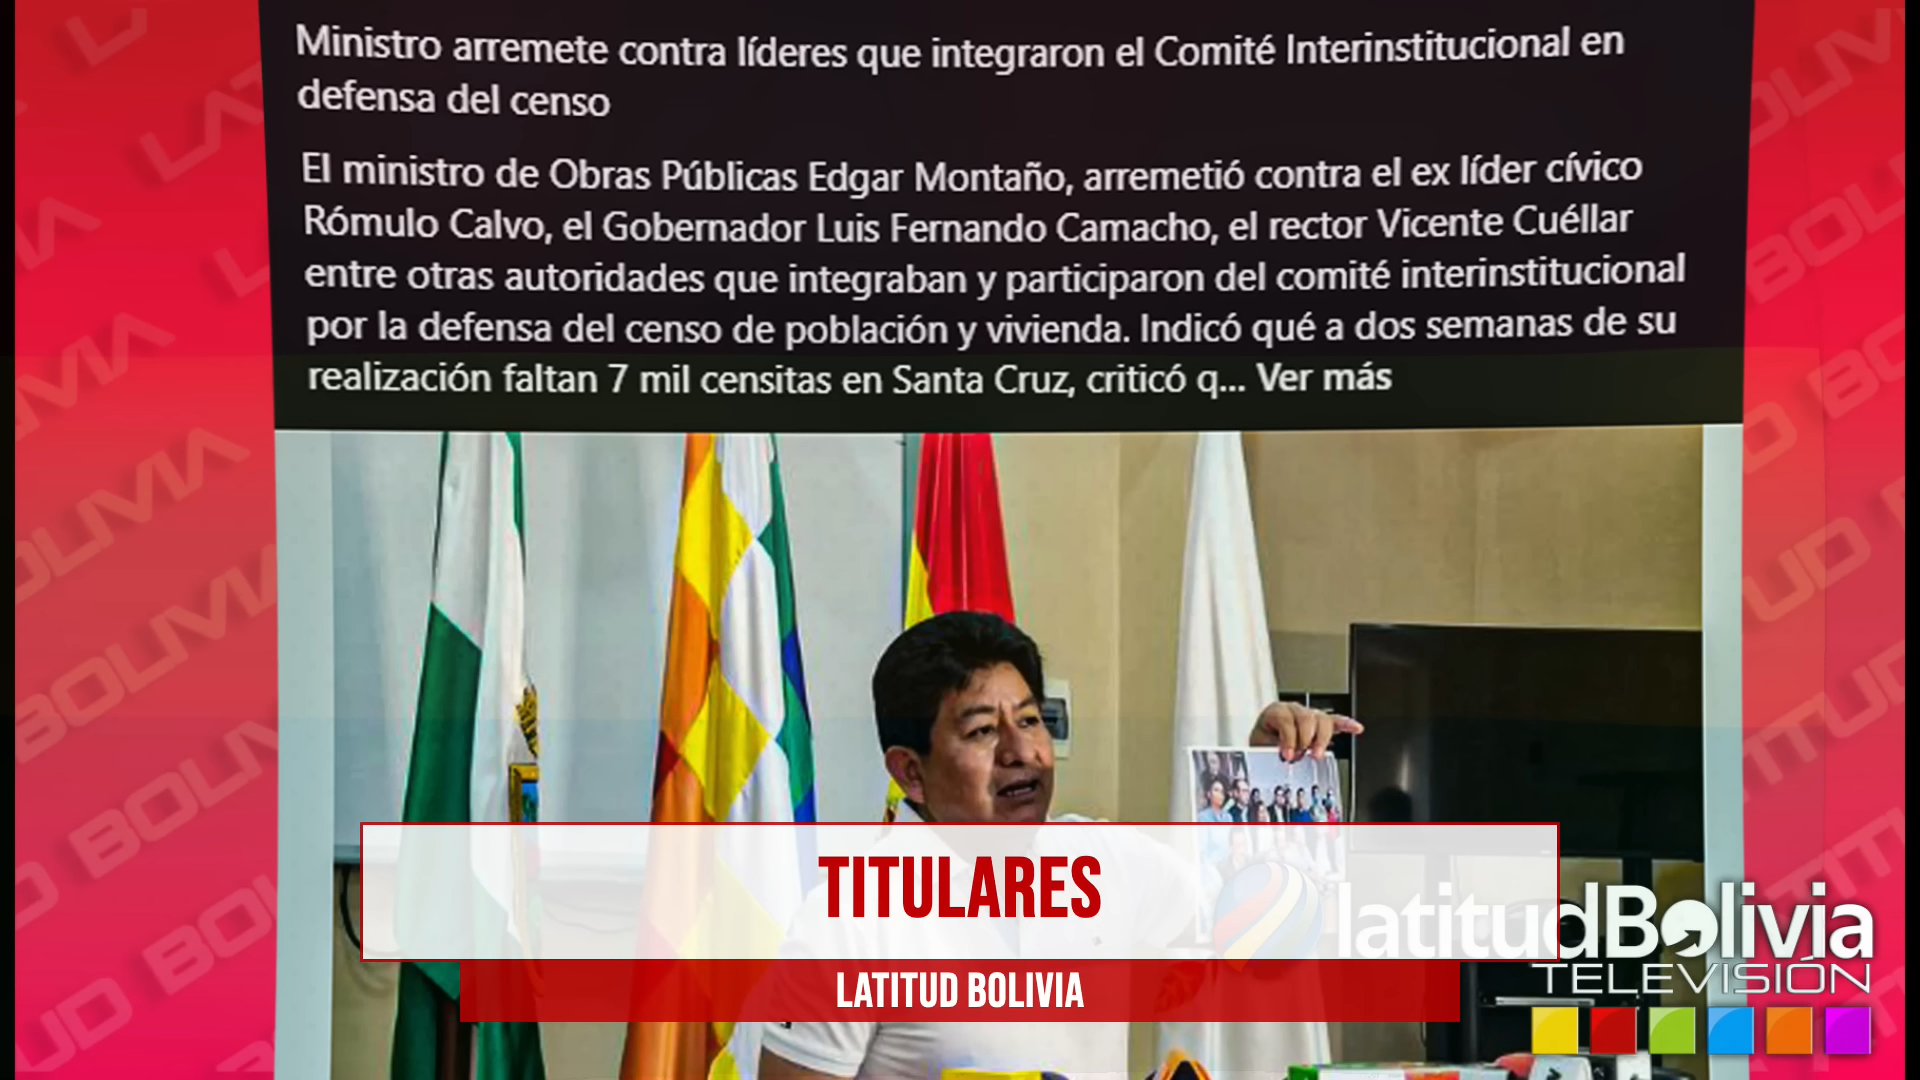 Ministro arremete contra líderes que integraron el Comité Interinstitucional en
defensa del censo
El ministro de Obras Públicas Edgar Montaño, arremetió contra el ex líder cívico
Rómulo Calvo, el Gobernador Luis Fernando Camacho, el rector Vicente Cuéllar
entre otras autoridades que integraban y participaron del comité interinstitucional
por la defensa del censo de población y vivienda. Indicó qué a dos semanas de su
realización faltan 7 mil censitas en Santa Cruz, criticó q... Ver más
TITULARES
LATITUD BOLIVIA
latitudBolivia
TELEVISIÓN